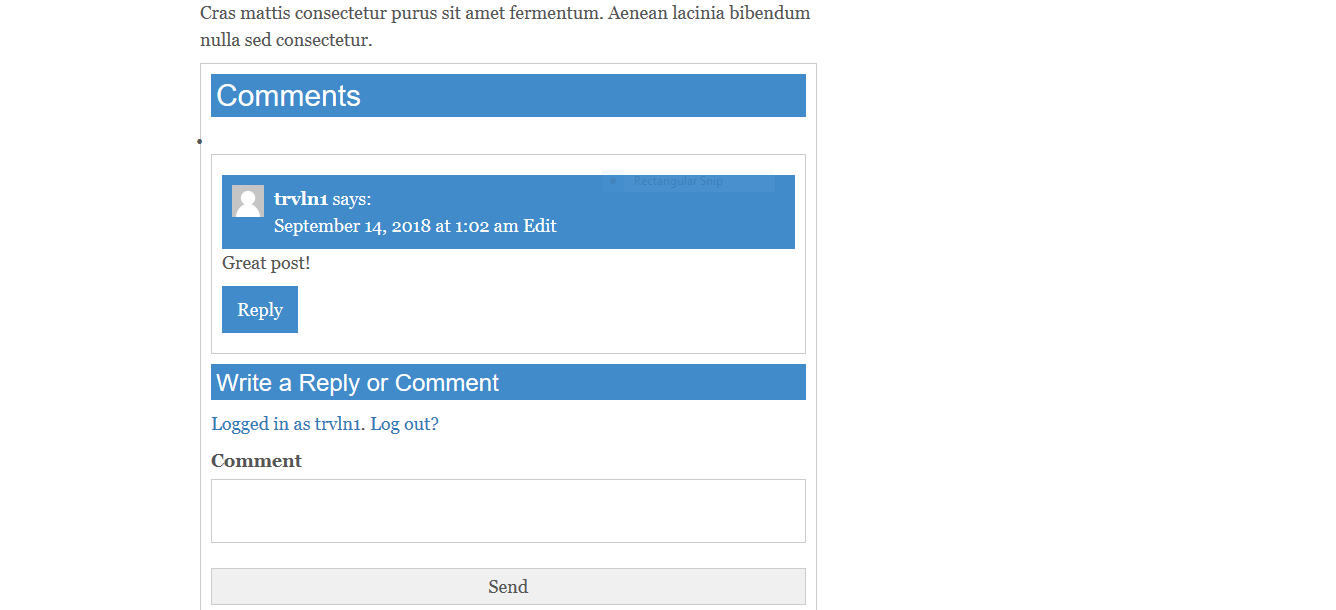 Cras mattis consectetur purus sit amet fermentum. Aenean lacinia bibendum
nulla sed consectetur.
Comments
Rectangular Snip
trvln1 says:
September 14, 2018 at 1:02 am Edit
Great post!
Reply
Write a Reply or Comment
Logged in as trvln1. Log out?
Comment
Send